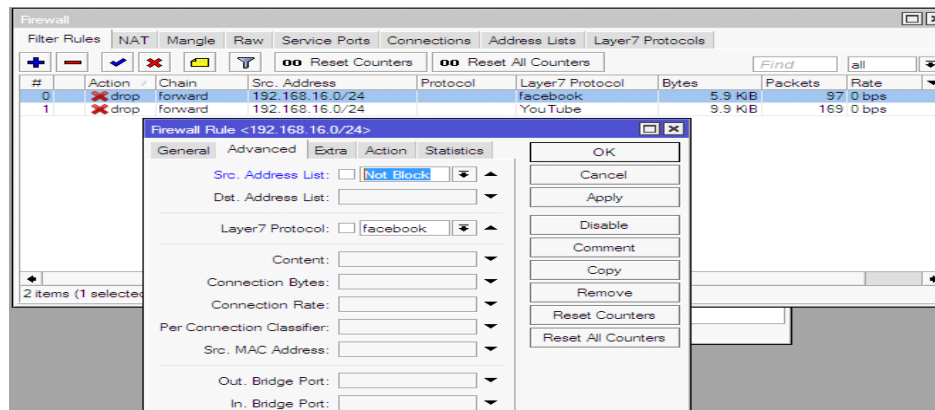 Firewall
Filter Rules NAT Mangle Raw Service Ports Connections Address Lists Layer7 Protocols
00 Reset Counters 00 Reset All Counters Find all
# Action Chain Src. Address Protocol Layer7 Protocol Bytes Packets Rate
0 drop forward 192.168.16.0/24 facebook 5.9 KiB 97 0 bps
1 drop forward 192.168.16.0/24 YouTube 9.9 KiB 169 0 bps
Firewall Rule <192.168.16.0/24>
General Advanced Extra Action Statistics
OK
Src. Address List: Not Block
Cancel
Dst. Address List:
Apply
Layer7 Protocol: facebook
Disable
Comment
Content:
Copy
Connection Bytes:
2 items (1 selected
Remove
Connection Rate:
Reset Counters
Per Connection Classifier:
Reset All Counters
Src. MAC Address:
Out. Bridge Port:
In. Bridge Port: